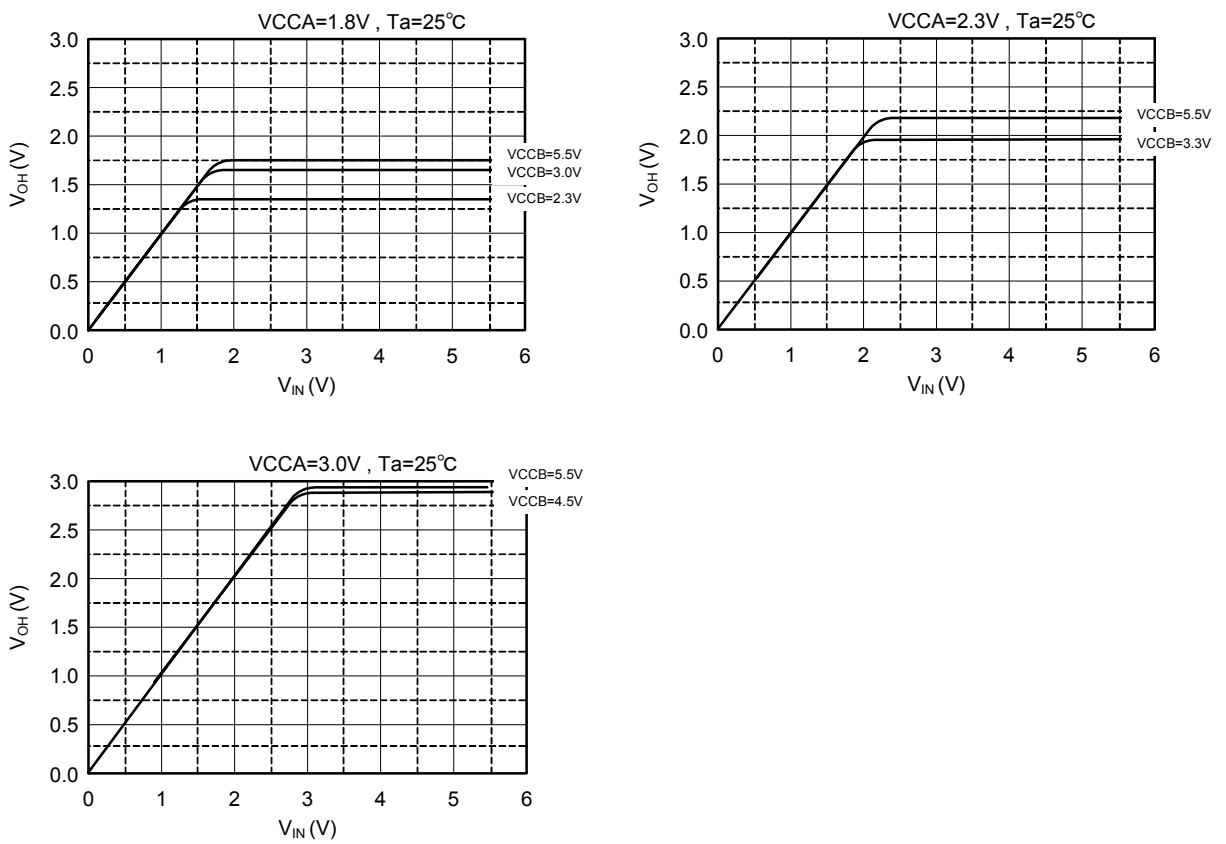 VCCA=1.8V , Ta=25℃
3.0
2.5
2.0
1.5
1.0
0.5
0.0
VOH (V)
VCCB=5.5V
VCCB=3.0V
VCCB=2.3V
0 1 2 3 4 5 6
VIN (V)
VCCA=2.3V , Ta=25℃
3.0
2.5
2.0
1.5
1.0
0.5
0.0
VOH (V)
VCCB=5.5V
VCCB=3.3V
0 1 2 3 4 5 6
VIN (V)
VCCA=3.0V , Ta=25℃
3.0
2.5
2.0
1.5
1.0
0.5
0.0
VOH (V)
VCCB=5.5V
VCCB=4.5V
0 1 2 3 4 5 6
VIN (V)